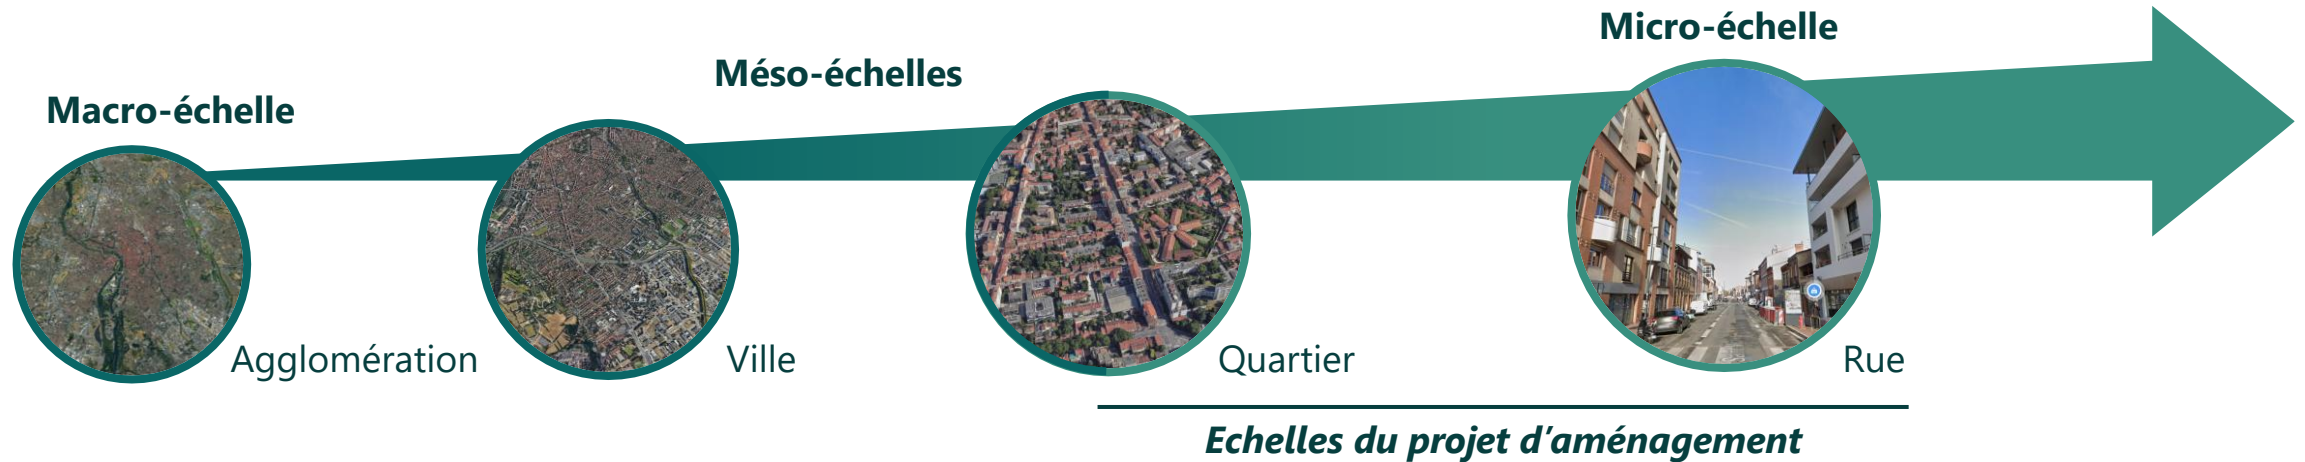 Macro-échelle
Méso-échelles
Micro-échelle
Agglomération
Ville
Quartier
Rue
Echelles du projet d’aménagement